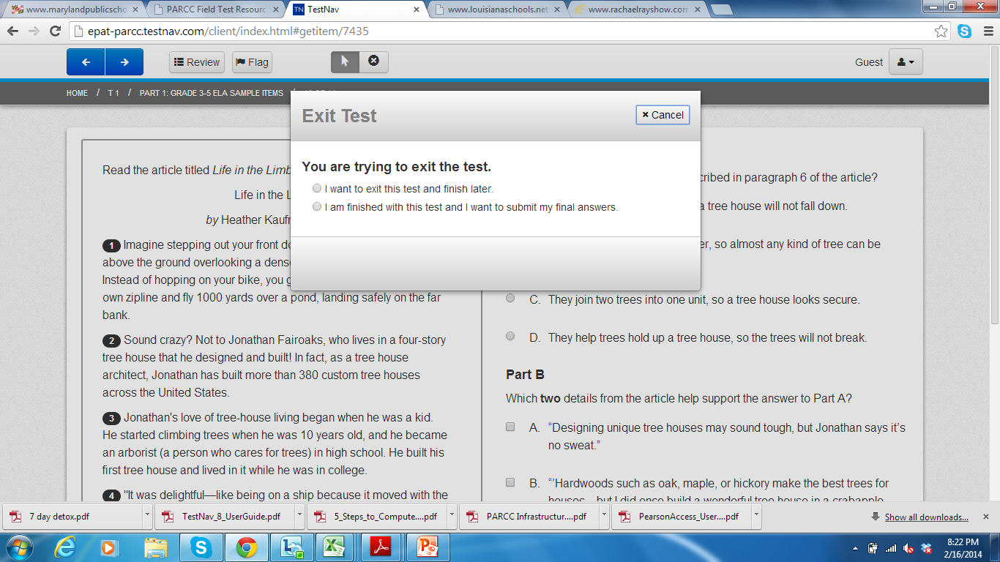 www.marylandpublicscho
PARCC Field Test Resourc
TN TestNav
www.louisianaschools.net
www.rachaelrayshow.com
epat-parcc.testnav.com/client/index.html#getitem/7435
Review
Flag
Guest
HOME / T 1 / PART 1: GRADE 3-5 ELA SAMPLE ITEMS /
Exit Test
Cancel
You are trying to exit the test.
I want to exit this test and finish later.
I am finished with this test and I want to submit my final answers.
Read the article titled Life in the Limb
Life in the L
by Heather Kaufr
1 Imagine stepping out your front do
above the ground overlooking a dens
Instead of hopping on your bike, you g
own zipline and fly 1000 yards over a pond, landing safely on the far
bank.
2 Sound crazy? Not to Jonathan Fairoaks, who lives in a four-story
tree house that he designed and built! In fact, as a tree house
architect, Jonathan has built more than 380 custom tree houses
across the United States.
3 Jonathan's love of tree-house living began when he was a kid.
He started climbing trees when he was 10 years old, and he became
an arborist (a person who cares for trees) in high school. He built his
first tree house and lived in it while he was in college.
4 "It was delightful—like being on a ship because it moved with the
cribed in paragraph 6 of the article?
a tree house will not fall down.
er, so almost any kind of tree can be
C. They join two trees into one unit, so a tree house looks secure.
D. They help trees hold up a tree house, so the trees will not break.
Part B
Which two details from the article help support the answer to Part A?
A. “Designing unique tree houses may sound tough, but Jonathan says it’s
no sweat.”
B. “’Hardwoods such as oak, maple, or hickory make the best trees for
houses—but I did once build a wonderful tree house in a crabapple
7 day detox.pdf
TestNav_8_UserGuide.pdf
5_Steps_to_Compute....pdf
PARCC Infrastructur....pdf
PearsonAccess_User....pdf
Show all downloads...
8:22 PM
2/16/2014